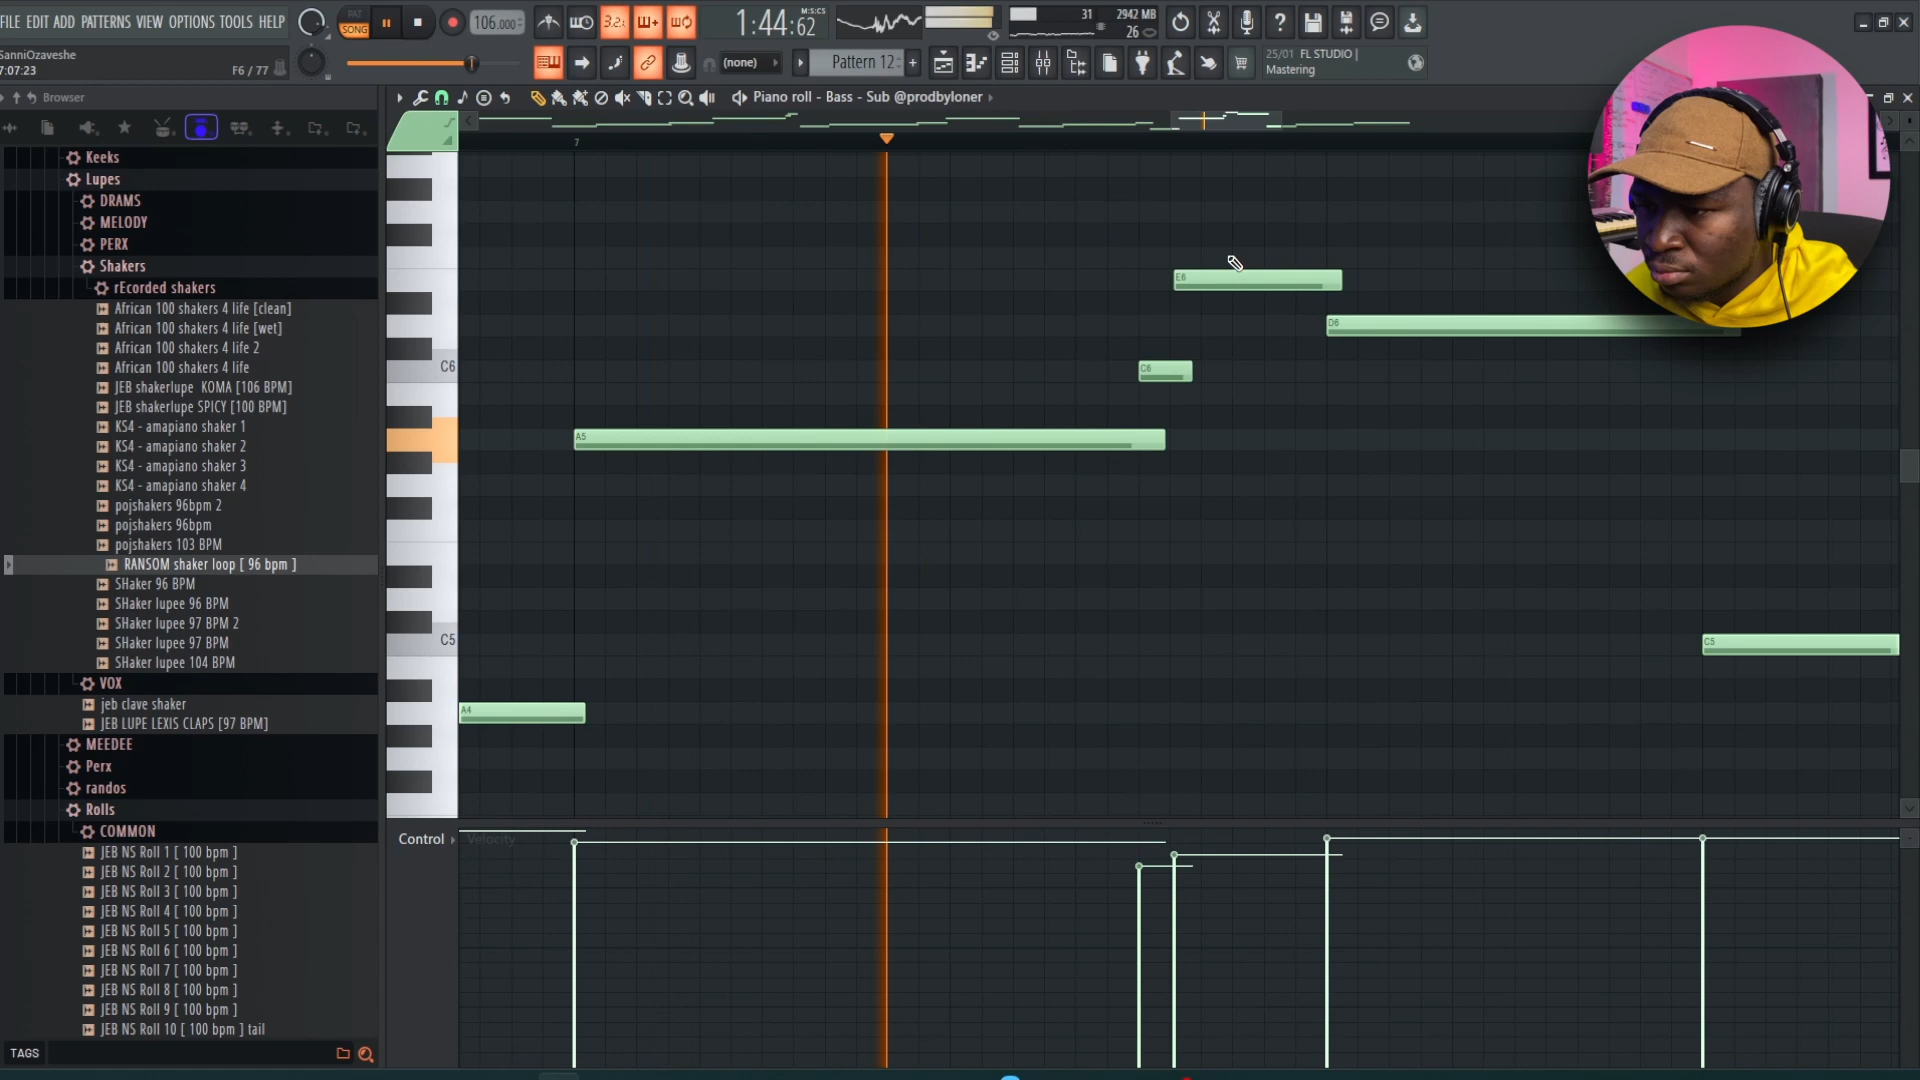 FILE EDIT ADD PATTERNS VIEW OPTIONS TOOLS HELP
PAT
SONG
106.000
3.2.
1:44:62
M:S:CS
31
2942 MB
26
SanniOzaveshe
7:07:23
F6 / 77
(none)
Pattern 12
25/01 FL STUDIO |
Mastering
Browser
Piano roll - Bass - Sub @prodbyloner
7
Keeks
Lupes
DRAMS
MELODY
PERX
Shakers
rEcorded shakers
African 100 shakers 4 life [clean]
African 100 shakers 4 life [wet]
African 100 shakers 4 life 2
African 100 shakers 4 life
JEB shakerlupe KOMA [106 BPM]
JEB shakerlupe SPICY [100 BPM]
KS4 - amapiano shaker 1
KS4 - amapiano shaker 2
KS4 - amapiano shaker 3
KS4 - amapiano shaker 4
pojshakers 96bpm 2
pojshakers 96bpm
pojshakers 103 BPM
RANSOM shaker loop [ 96 bpm ]
SHaker 96 BPM
SHaker lupee 96 BPM
SHaker lupee 97 BPM 2
SHaker lupee 97 BPM
SHaker lupee 104 BPM
VOX
jeb clave shaker
JEB LUPE LEXIS CLAPS [97 BPM]
MEEDEE
Perx
randos
Rolls
COMMON
JEB NS Roll 1 [ 100 bpm ]
JEB NS Roll 2 [ 100 bpm ]
JEB NS Roll 3 [ 100 bpm ]
JEB NS Roll 4 [ 100 bpm ]
JEB NS Roll 5 [ 100 bpm ]
JEB NS Roll 6 [ 100 bpm ]
JEB NS Roll 7 [ 100 bpm ]
JEB NS Roll 8 [ 100 bpm ]
JEB NS Roll 9 [ 100 bpm ]
JEB NS Roll 10 [ 100 bpm ] tail
TAGS
E6
D6
C6
C6
A5
C5
C5
A4
Control
Velocity